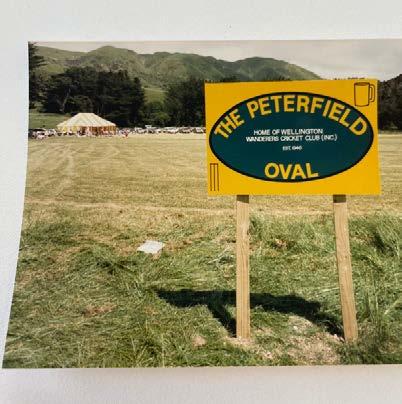 THE PETERFIELD
HOME OF WELLINGTON
WANDERERS CRICKET CLUB (INC.)
EST. 1946
OVAL